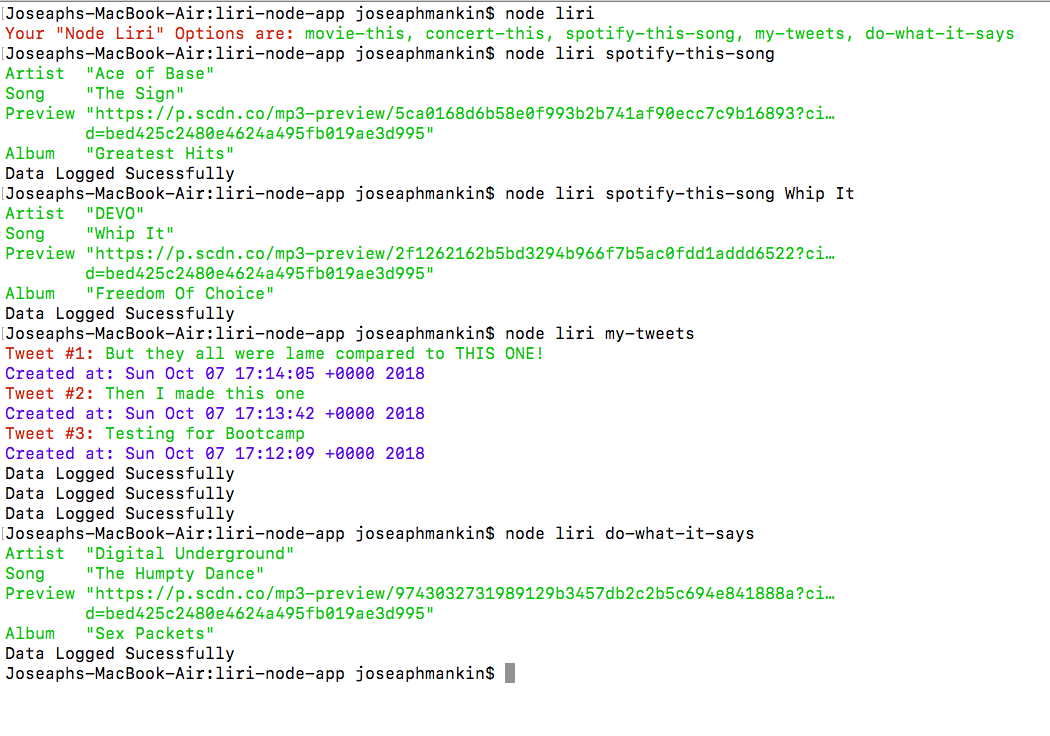 Joseaphs-MacBook-Air:liri-node-app joseaphmankin$ node liri
Your "Node Liri" Options are: movie-this, concert-this, spotify-this-song, my-tweets, do-what-it-says
Joseaphs-MacBook-Air:liri-node-app joseaphmankin$ node liri spotify-this-song
Artist  "Ace of Base"
Song    "The Sign"
Preview "https://p.scdn.co/mp3-preview/5ca0168d6b58e0f993b2b741af90ecc7c9b16893?ci…
        d=bed425c2480e4624a495fb019ae3d995"
Album   "Greatest Hits"
Data Logged Sucessfully
Joseaphs-MacBook-Air:liri-node-app joseaphmankin$ node liri spotify-this-song Whip It
Artist  "DEVO"
Song    "Whip It"
Preview "https://p.scdn.co/mp3-preview/2f1262162b5bd3294b966f7b5ac0fdd1addd6522?ci…
        d=bed425c2480e4624a495fb019ae3d995"
Album   "Freedom Of Choice"
Data Logged Sucessfully
Joseaphs-MacBook-Air:liri-node-app joseaphmankin$ node liri my-tweets
Tweet #1: But they all were lame compared to THIS ONE!
Created at: Sun Oct 07 17:14:05 +0000 2018
Tweet #2: Then I made this one
Created at: Sun Oct 07 17:13:42 +0000 2018
Tweet #3: Testing for Bootcamp
Created at: Sun Oct 07 17:12:09 +0000 2018
Data Logged Sucessfully
Data Logged Sucessfully
Data Logged Sucessfully
Joseaphs-MacBook-Air:liri-node-app joseaphmankin$ node liri do-what-it-says
Artist  "Digital Underground"
Song    "The Humpty Dance"
Preview "https://p.scdn.co/mp3-preview/9743032731989129b3457db2c2b5c694e841888a?ci…
        d=bed425c2480e4624a495fb019ae3d995"
Album   "Sex Packets"
Data Logged Sucessfully
Joseaphs-MacBook-Air:liri-node-app joseaphmankin$